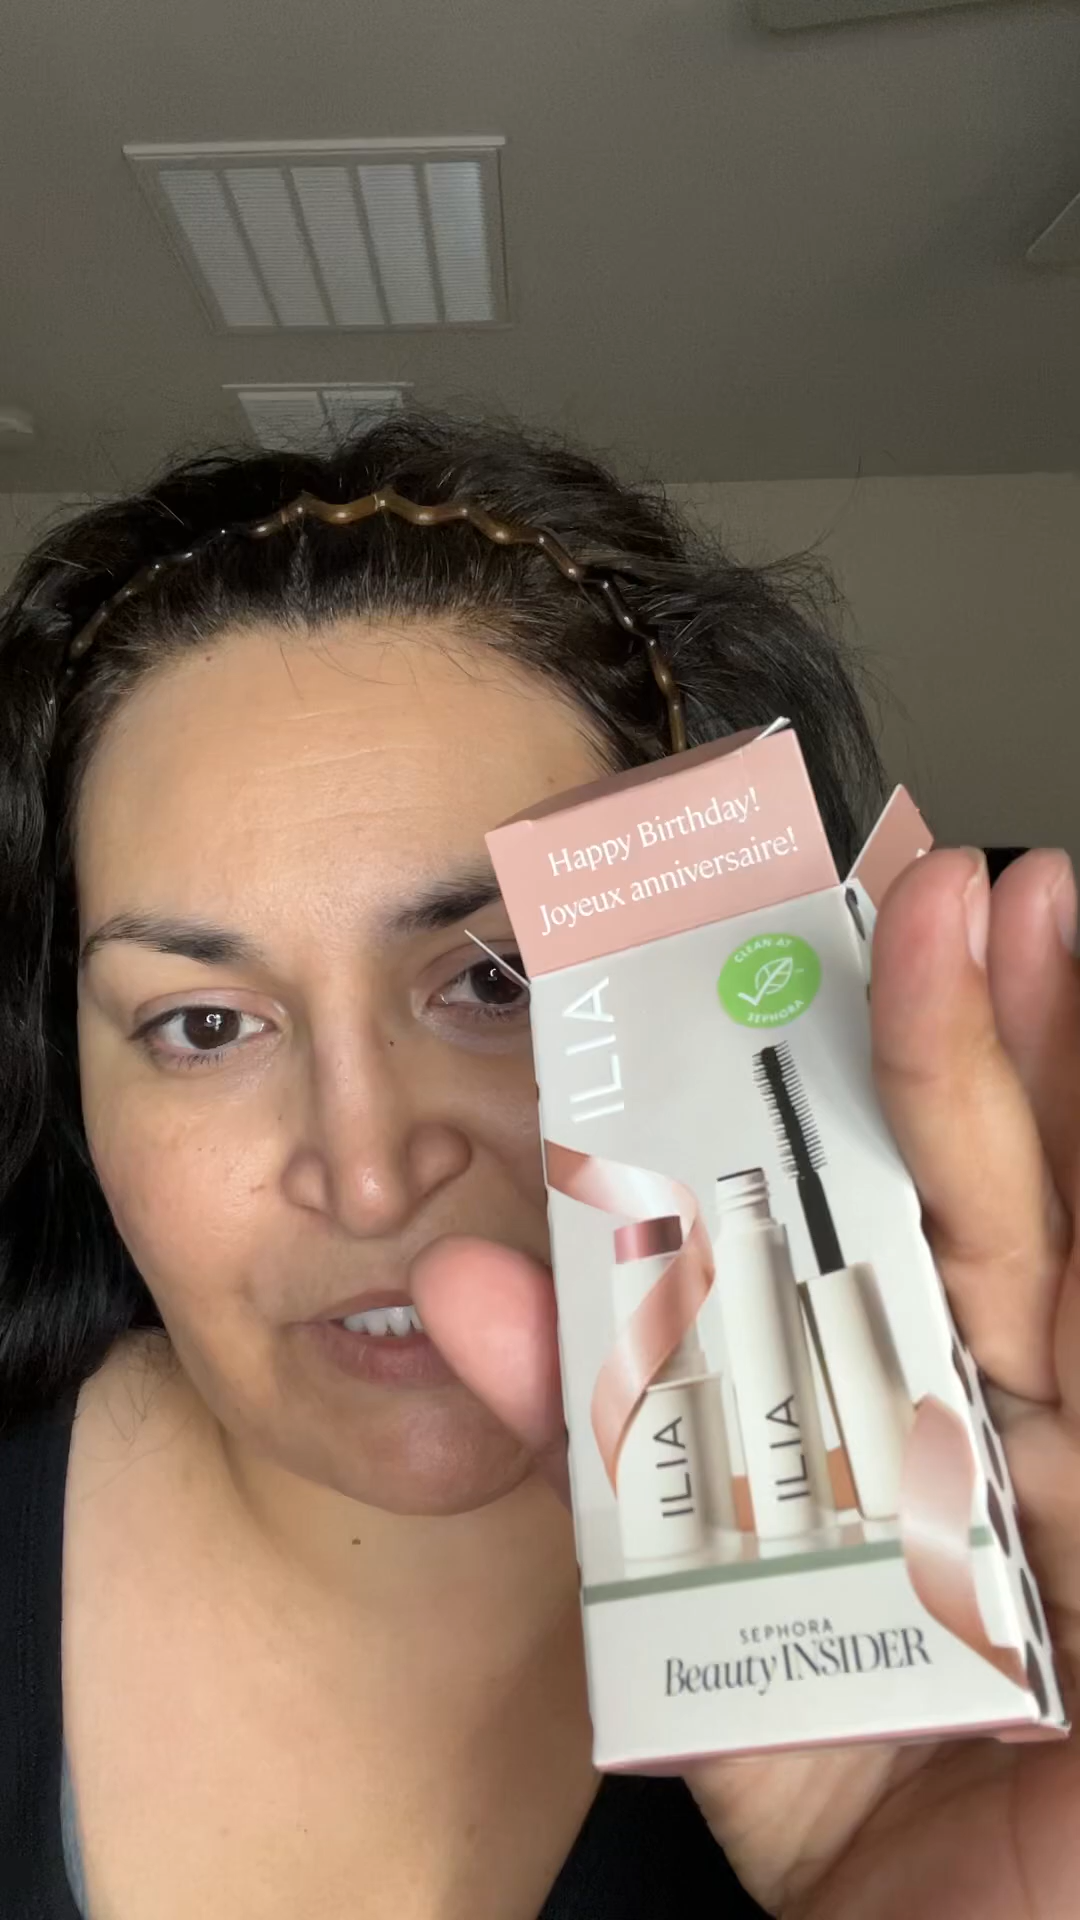 Happy Birthday!
Joyeux anniversaire!
ILIA
CLEAN AT
SEPHORA
ILIA
ILIA
SEPHORA
Beauty INSIDER